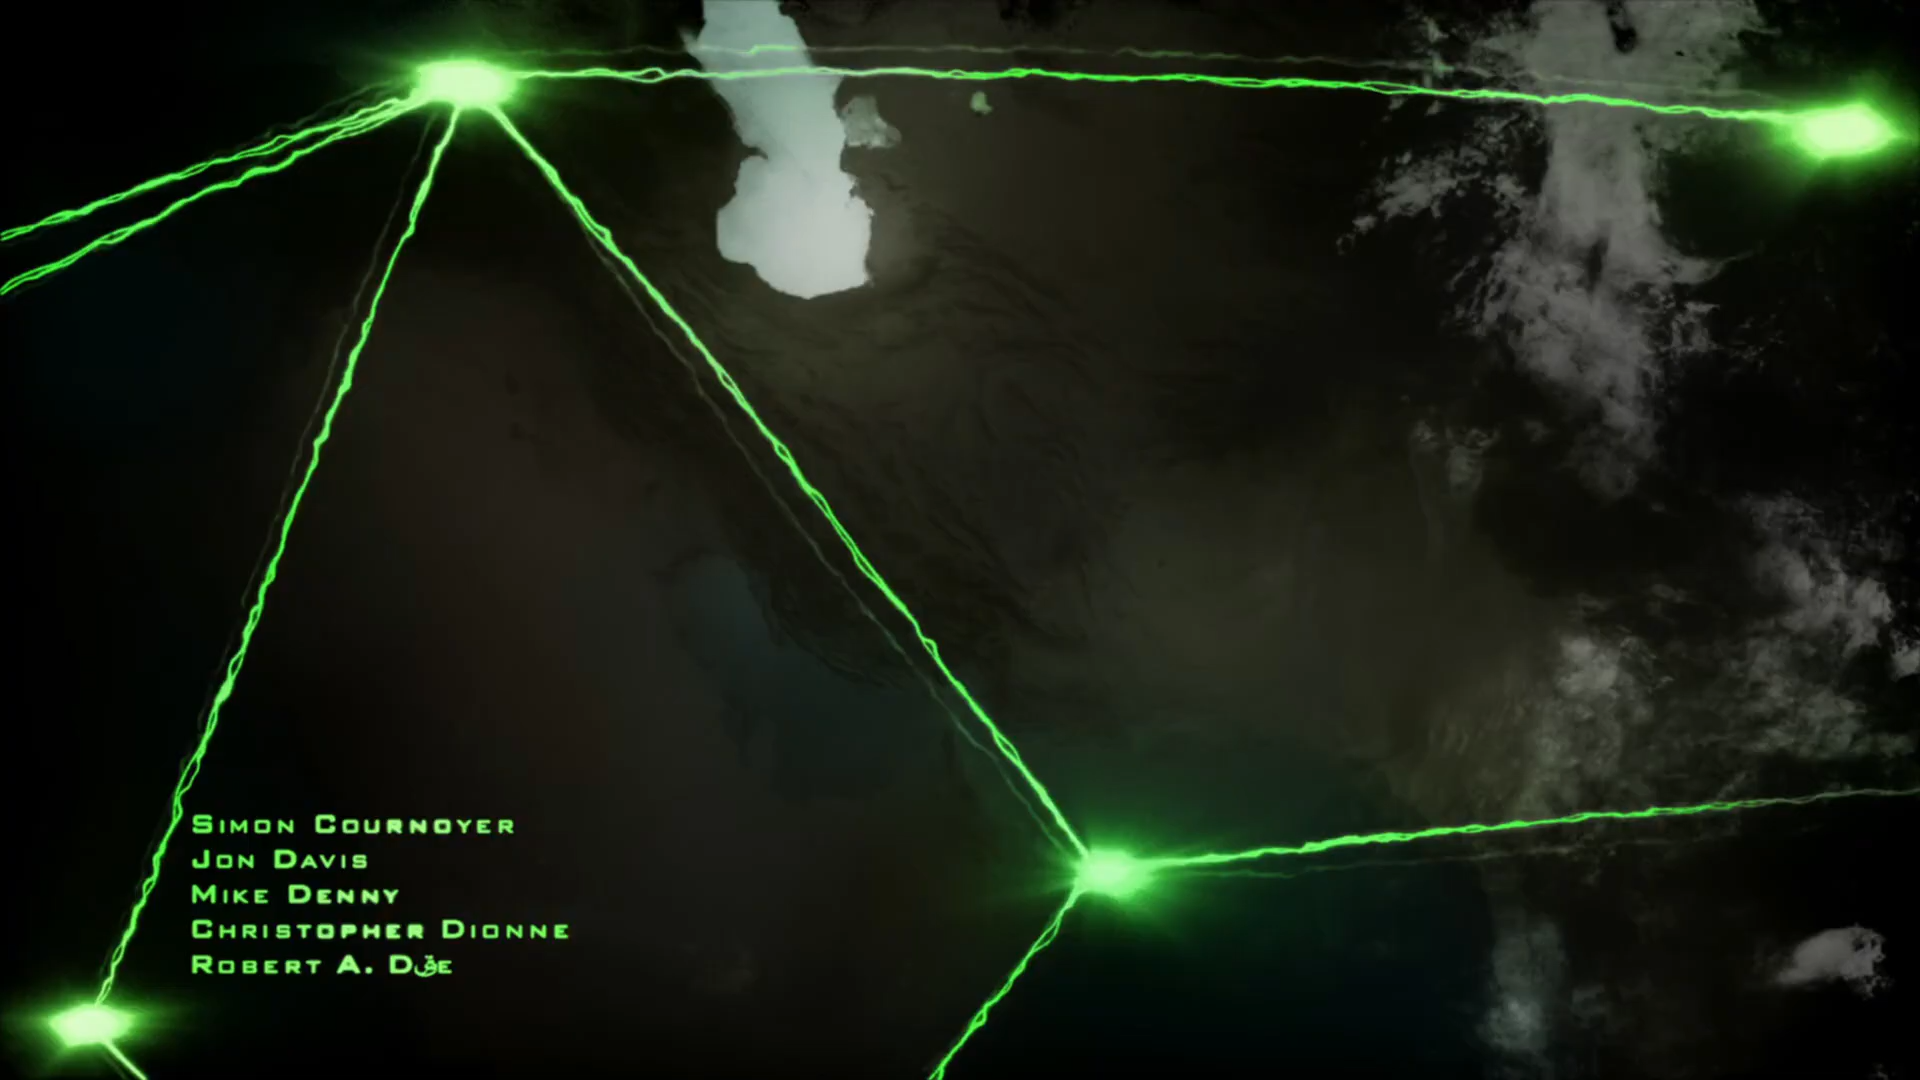 Simon Cournoyer
Jon Davis
Mike Denny
Christopher Dionne
Robert A.